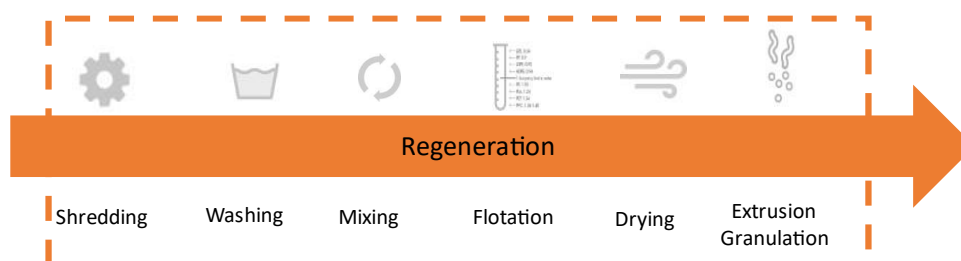 Regeneration
Shredding
Washing
Mixing
Flotation
Drying
Extrusion
Granulation